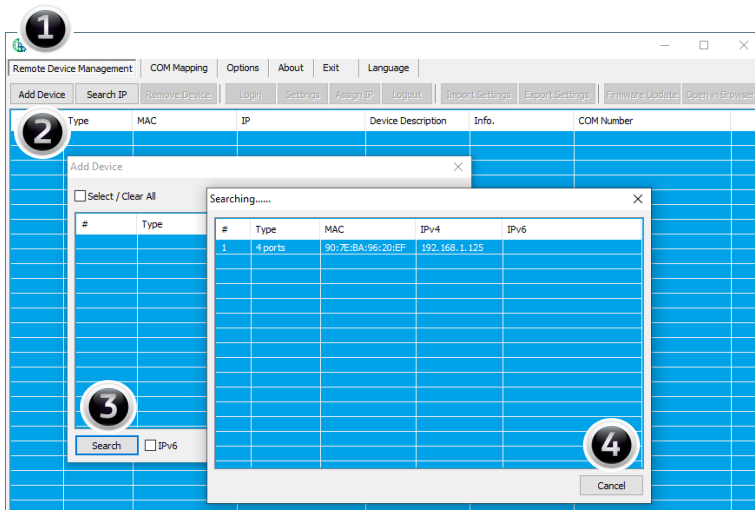 1
Remote Device Management COM Mapping Options About Exit Language
Add Device Search IP Remove Device Login Settings Assign IP Logout Import Settings Export Settings Firmware Update Open in Browser
2 Type MAC IP Device Description Info. COM Number
Add Device
Select / Clear All
# Type
Searching......
# Type MAC IPv4 IPv6
1 4 ports 90:7E:BA:96:20:EF 192.168.1.125
3
Search IPv6
4
Cancel